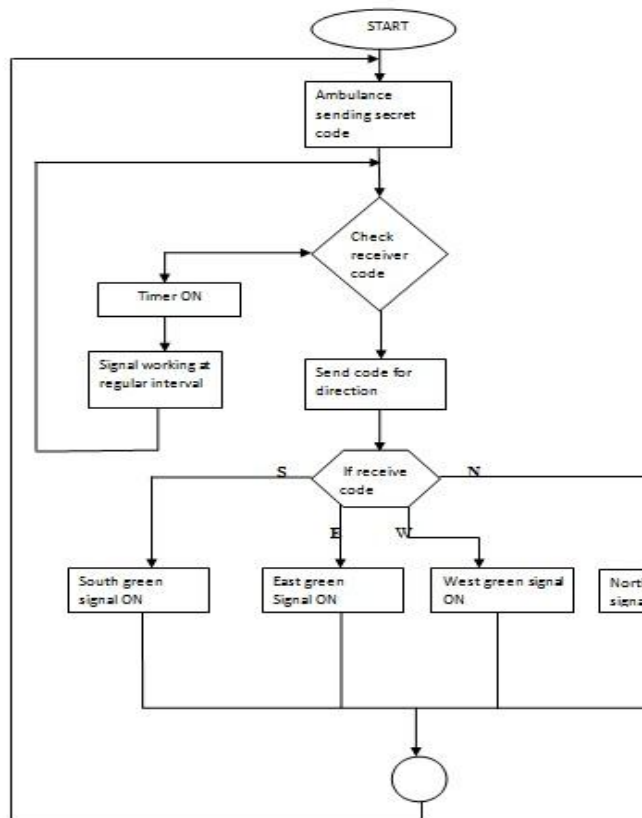 START
Ambulance
sending secret
code
Check
receiver
code
Timer ON
Signal working at
regular interval
Send code for
direction
If receive
code
S
N
E
W
South green
signal ON
East green
Signal ON
West green signal
ON
signal